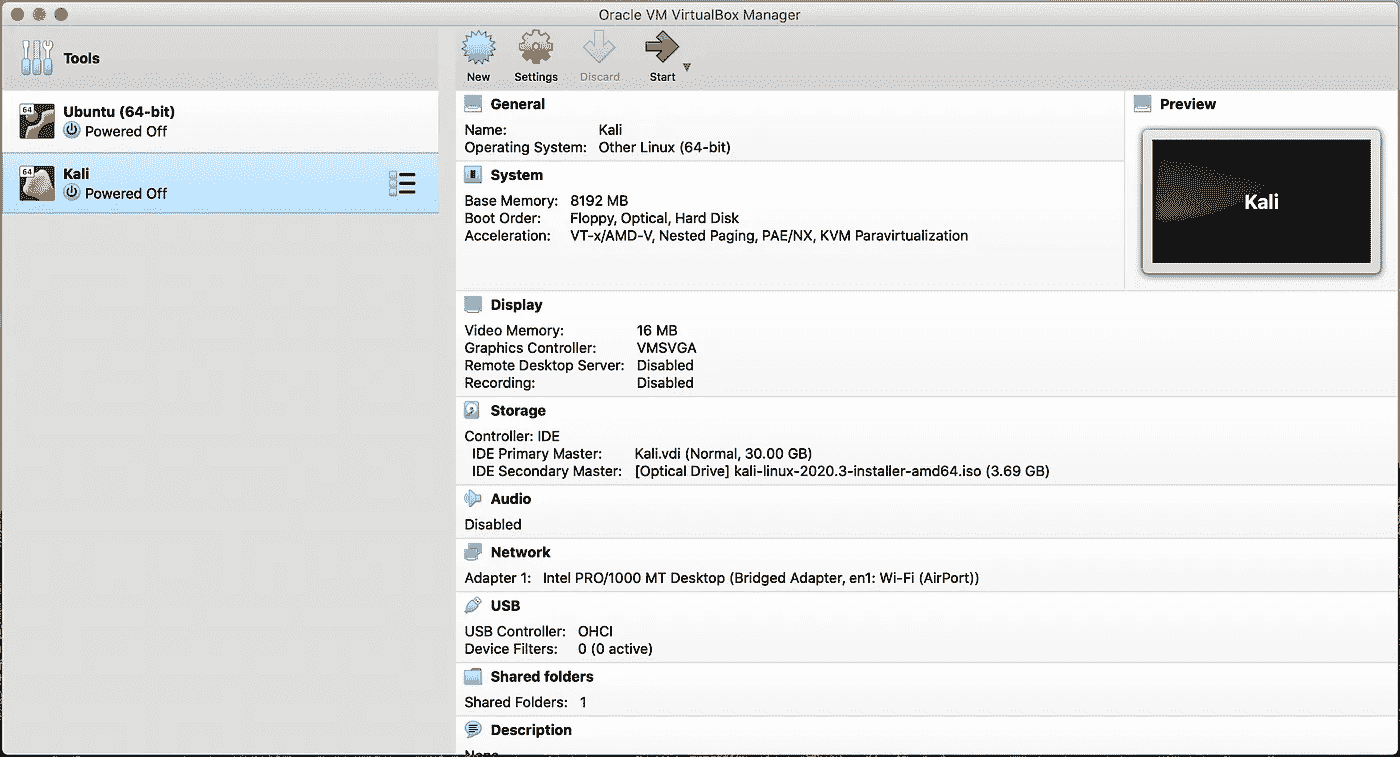 Oracle VM VirtualBox Manager
Tools
New
Settings
Discard
Start
64
Ubuntu (64-bit)
Powered Off
64
Kali
Powered Off
General
Name: Kali
Operating System: Other Linux (64-bit)
Preview
Kali
System
Base Memory: 8192 MB
Boot Order: Floppy, Optical, Hard Disk
Acceleration: VT-x/AMD-V, Nested Paging, PAE/NX, KVM Paravirtualization
Display
Video Memory: 16 MB
Graphics Controller: VMSVGA
Remote Desktop Server: Disabled
Recording: Disabled
Storage
Controller: IDE
IDE Primary Master: Kali.vdi (Normal, 30.00 GB)
IDE Secondary Master: [Optical Drive] kali-linux-2020.3-installer-amd64.iso (3.69 GB)
Audio
Disabled
Network
Adapter 1: Intel PRO/1000 MT Desktop (Bridged Adapter, en1: Wi-Fi (AirPort))
USB
USB Controller: OHCI
Device Filters: 0 (0 active)
Shared folders
Shared Folders: 1
Description
None